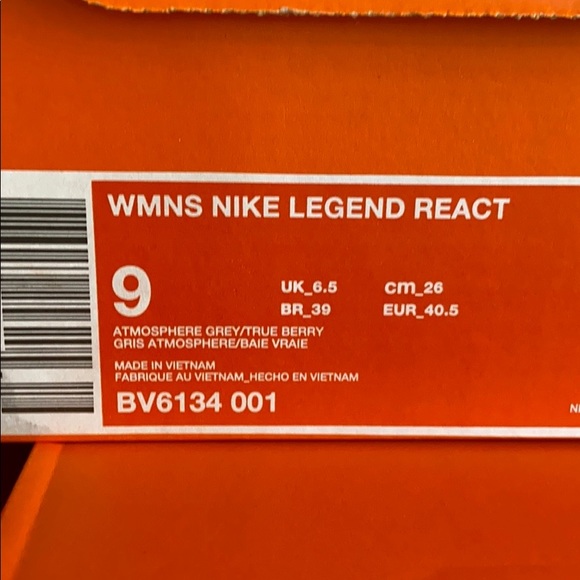 WMNS NIKE LEGEND REACT
9
UK_6.5 cm_26
BR_39 EUR_40.5
ATMOSPHERE GREY/TRUE BERRY
GRIS ATMOSPHERE/BAIE VRAIE
MADE IN VIETNAM
FABRIQUE AU VIETNAM_HECHO EN VIETNAM
BV6134 001